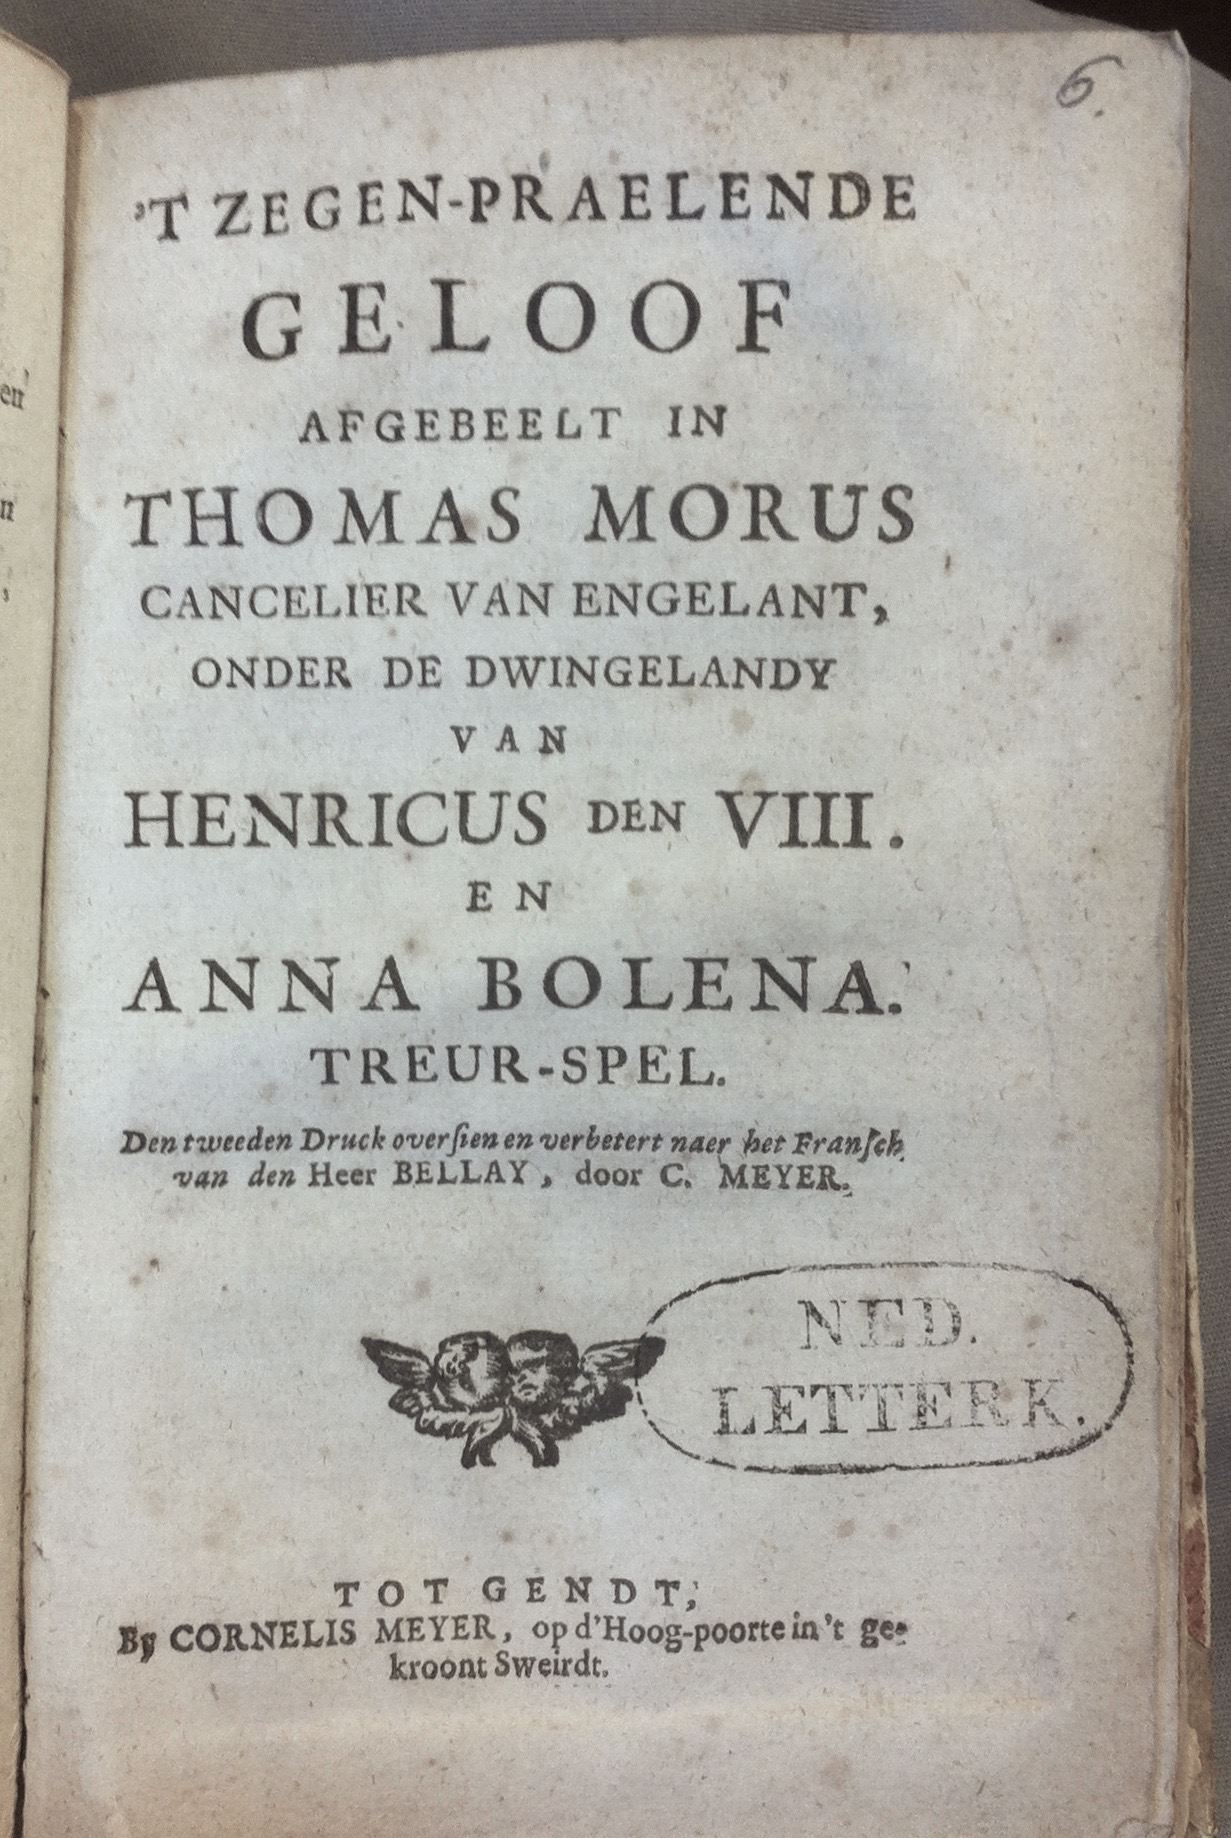 6.
'T ZEGEN-PRAELENDE
GELOOF
AFGEBEELT IN
THOMAS MORUS
CANCELIER VAN ENGELANT,
ONDER DE DWINGELANDY
VAN
HENRICUS DEN VIII.
EN
ANNA BOLENA.
TREUR-SPEL.
Den tweeden Druck overſien en verbetert naer het Franſch
van den Heer BELLAY, door C. MEYER.
NED.
LETTERK.
TOT GENDT,
By CORNELIS MEYER, op d'Hoog-poorte in 't ge-
kroont Sweirdt.
en
n
,